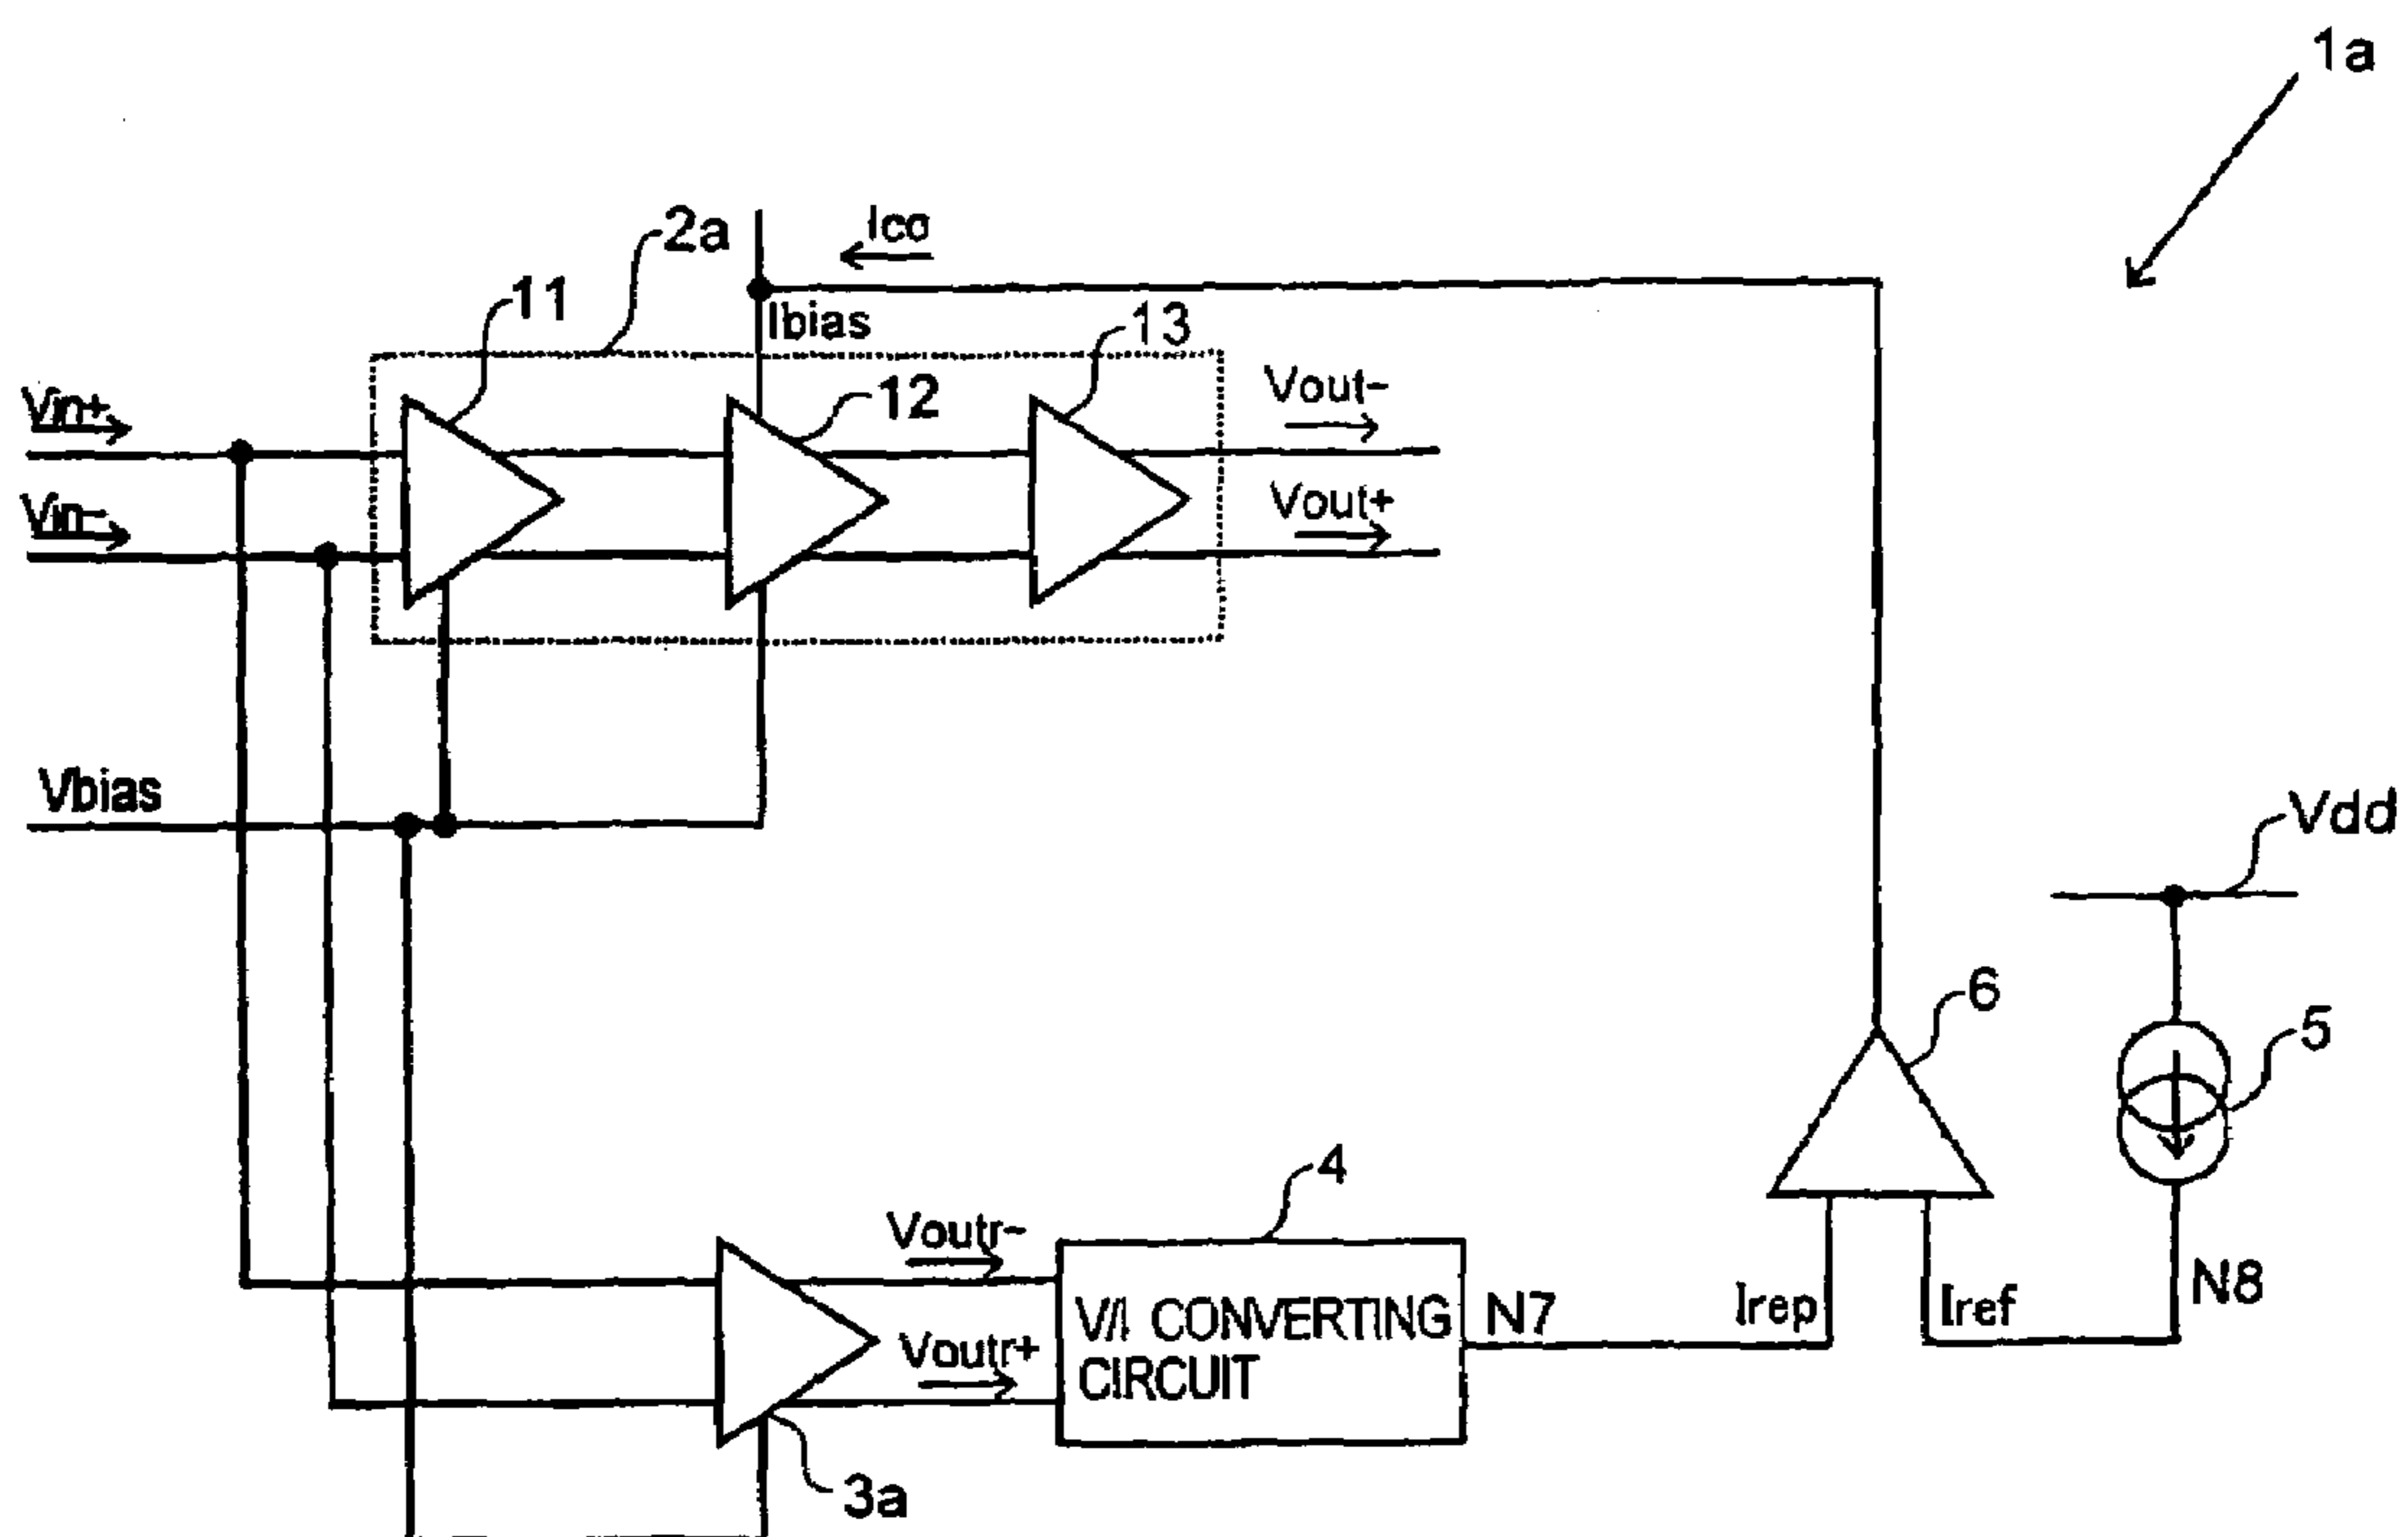 1a
2a
Ico
11
Ibias
13
Vin+
12
Vout-
Vin-
Vout+
Vbias
Vdd
6
5
4
Voutr-
V/I CONVERTING
CIRCUIT
N7
Irep
Iref
N8
Voutr+
3a